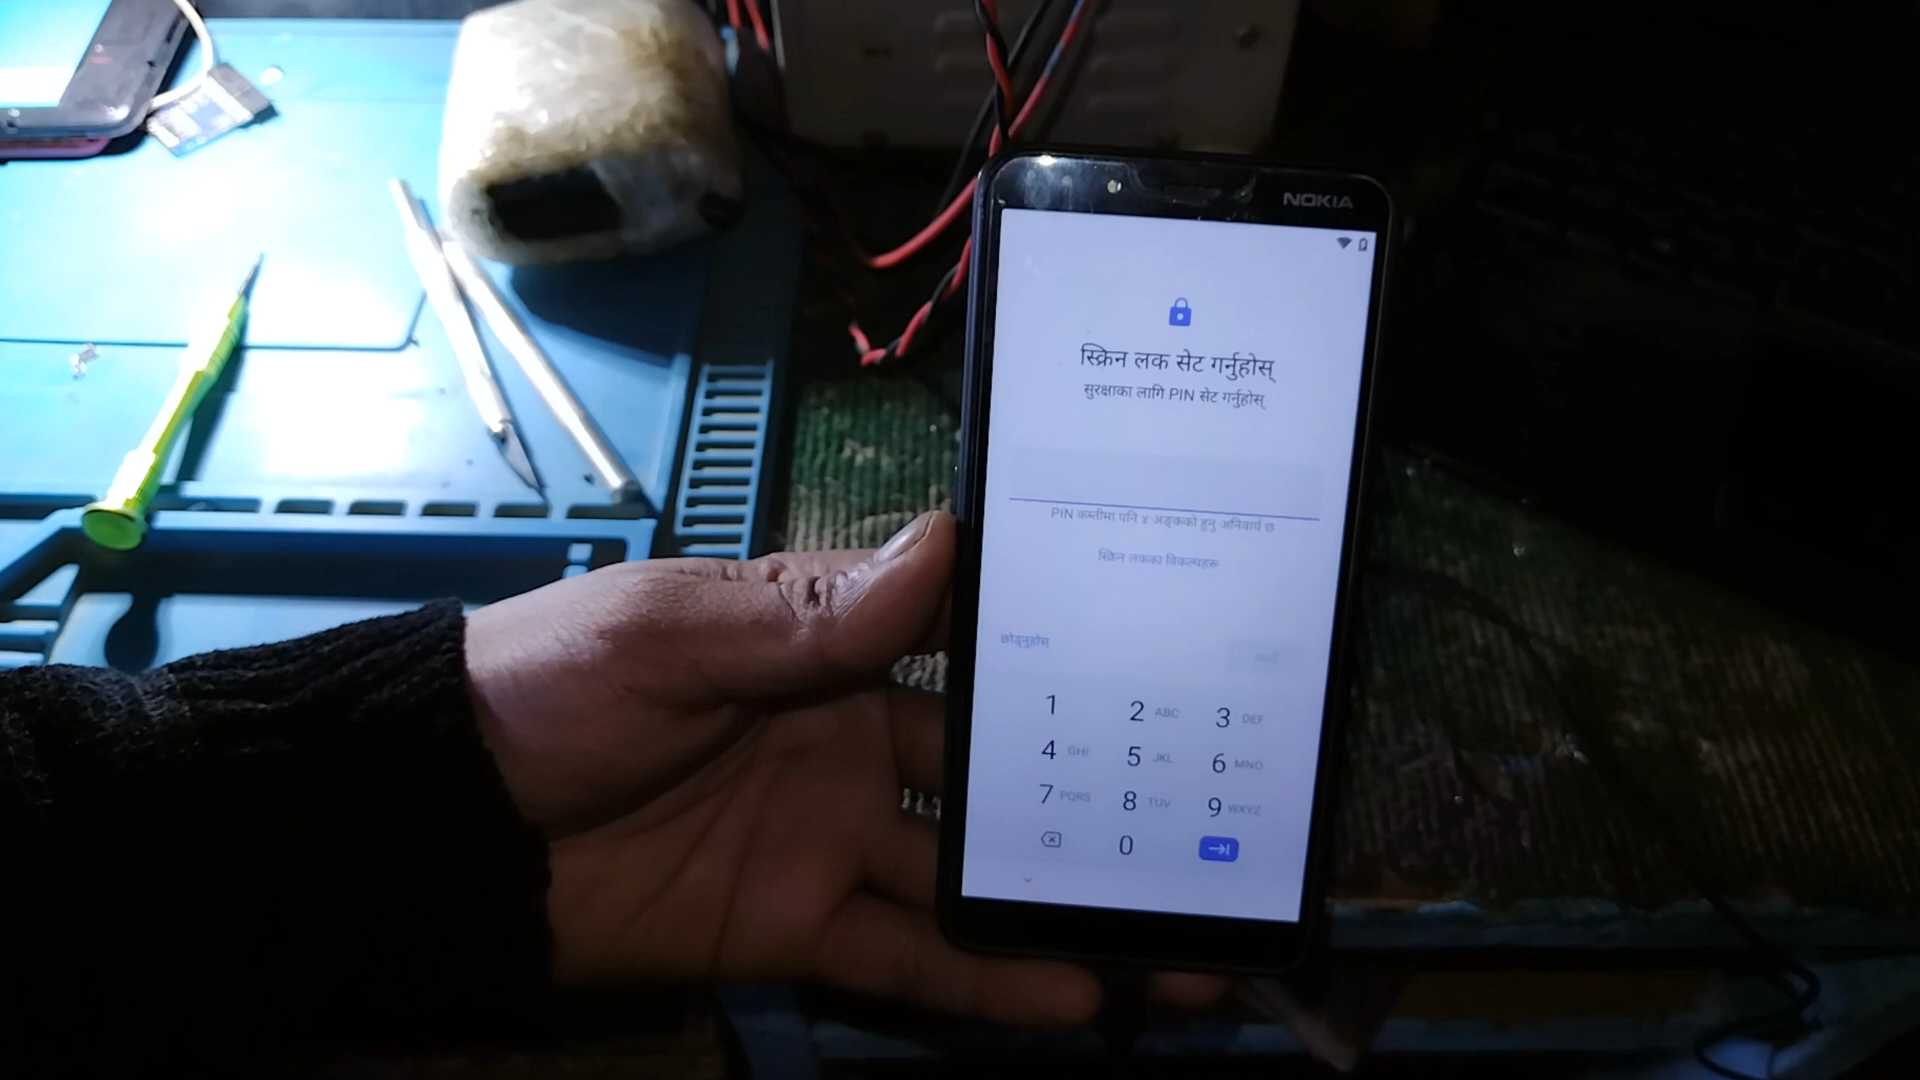 NOKIA
स्क्रिन लक सेट गर्नुहोस्
सुरक्षाका लागि PIN सेट गर्नुहोस्
PIN कम्तीमा पनि ४ अङ्कको हुनु अनिवार्य छ
स्क्रिन लकका विकल्पहरू
छोड्नुहोस्
1 2 ABC 3 DEF
4 GHI 5 JKL 6 MNO
7 PQRS 8 TUV 9 WXYZ
0